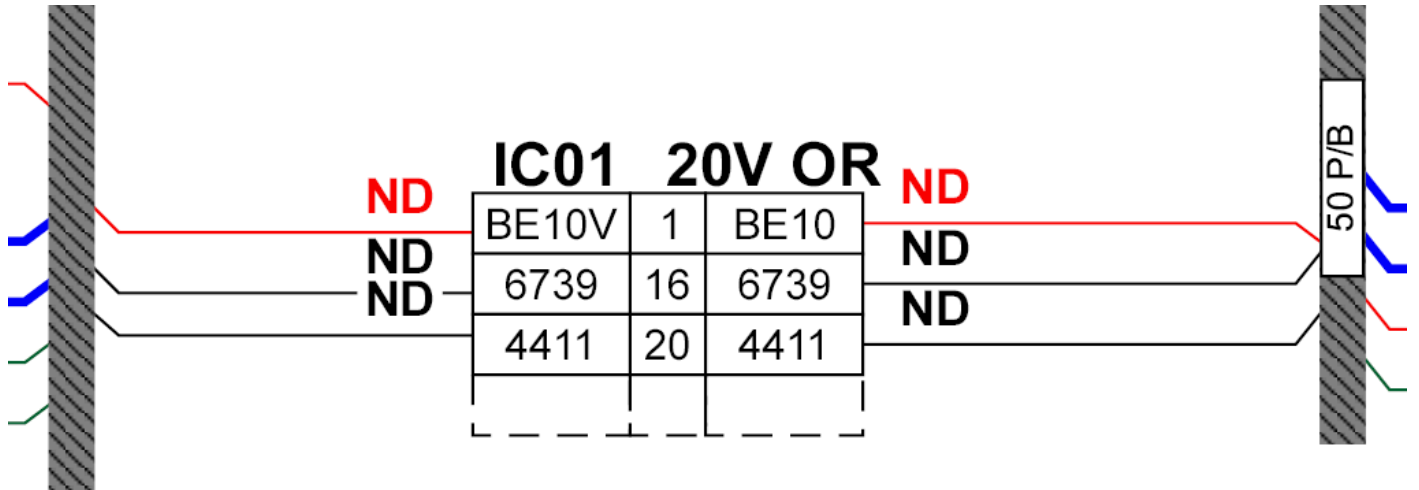 IC01 20V OR
ND ND
BE10V 1 BE10
ND ND
6739 16 6739
ND ND
4411 20 4411
50 P/B